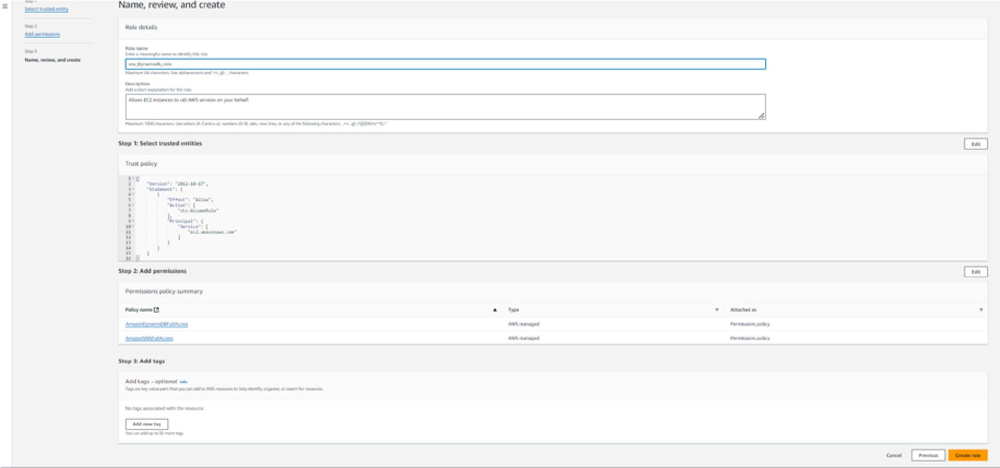 Step 1
Select trusted entity
Step 2
Add permissions
Step 3
Name, review, and create
Name, review, and create
Role details
Role name
Enter a meaningful name to identify this role.
sns_Dynamodb_role
Maximum 64 characters. Use alphanumeric and '+=,.@-_' characters.
Description
Add a short explanation for this role.
Allows EC2 instances to call AWS services on your behalf.
Maximum 1000 characters. Use letters (A-Z and a-z), numbers (0-9), tabs, new lines, or any of the following characters:
Step 1: Select trusted entities
Edit
Trust policy
1 {
2 "Version": "2012-10-17",
3 "Statement": [
4 {
5 "Effect": "Allow",
6 "Action": [
7 "sts:AssumeRole"
8 ],
9 "Principal": {
10 "Service": [
11 "ec2.amazonaws.com"
12 ]
13 }
14 }
15 ]
16 }
Step 2: Add permissions
Edit
Permissions policy summary
Policy name Type Attached as
AmazonDynamoDBFullAccess AWS managed Permissions policy
AmazonSNSFullAccess AWS managed Permissions policy
Step 3: Add tags
Add tags - optional Info
Tags are key-value pairs that you can add to AWS resources to help identify, organize, or search for resources.
No tags associated with the resource.
Add new tag
You can add up to 50 more tags.
Cancel Previous Create role